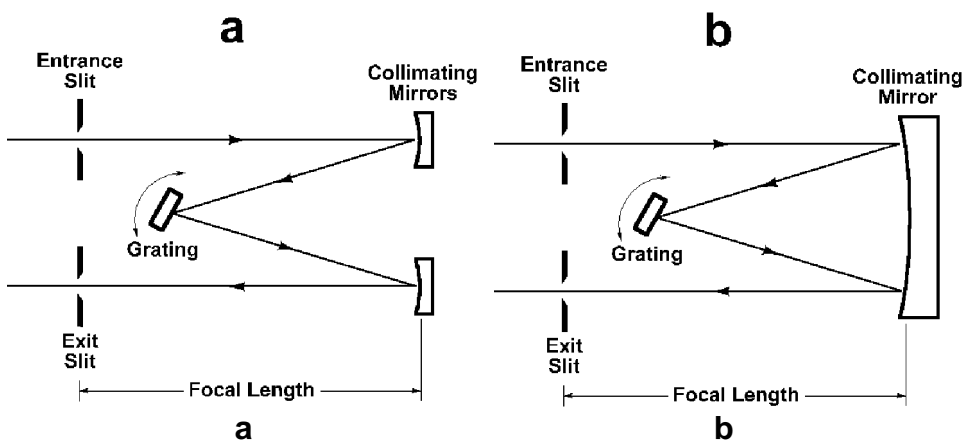 a
Entrance
Slit
Collimating
Mirrors
Grating
Exit
Slit
Focal Length
a
b
Entrance
Slit
Collimating
Mirror
Grating
Exit
Slit
Focal Length
b